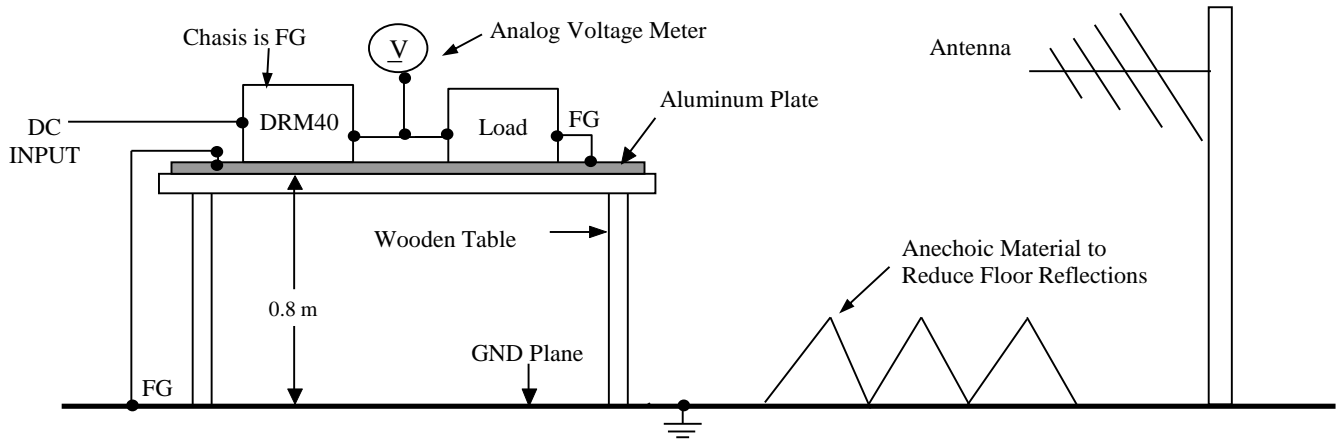 Chasis is FG
V
Analog Voltage Meter
Antenna
Aluminum Plate
DC
INPUT
DRM40
Load
FG
Wooden Table
Anechoic Material to
Reduce Floor Reflections
0.8 m
GND Plane
FG